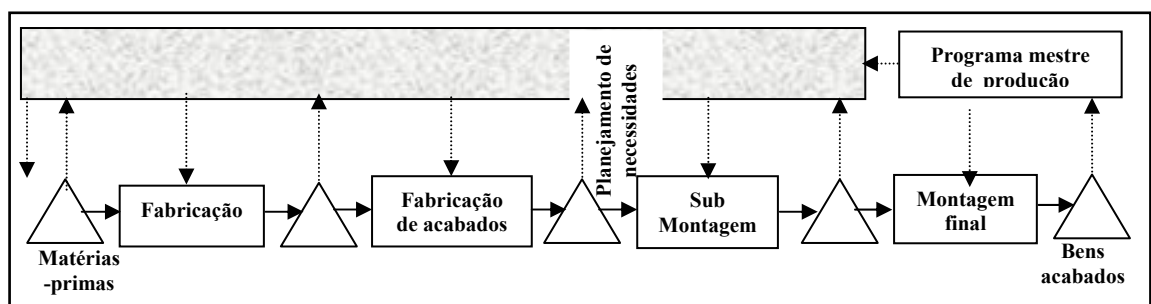 Planejamento de
necessidades
Programa mestre
de produção
Fabricação
Fabricação
de acabados
Sub
Montagem
Montagem
final
Matérias
-primas
Bens
acabados